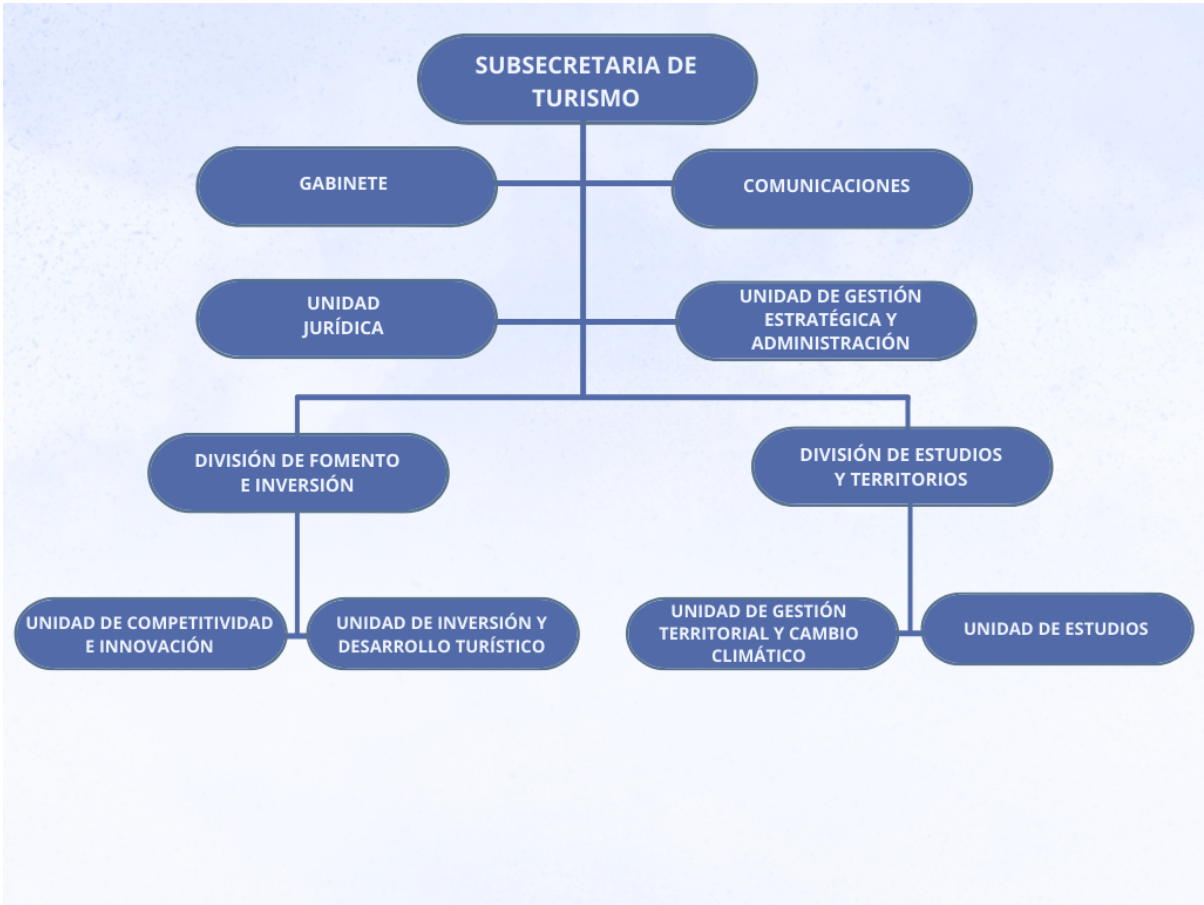 SUBSECRETARIA DE
TURISMO
GABINETE
COMUNICACIONES
UNIDAD
JURÍDICA
UNIDAD DE GESTIÓN
ESTRATÉGICA Y
ADMINISTRACIÓN
DIVISIÓN DE FOMENTO
E INVERSIÓN
DIVISIÓN DE ESTUDIOS
Y TERRITORIOS
UNIDAD DE COMPETITIVIDAD
E INNOVACIÓN
UNIDAD DE INVERSIÓN Y
DESARROLLO TURÍSTICO
UNIDAD DE GESTIÓN
TERRITORIAL Y CAMBIO
CLIMÁTICO
UNIDAD DE ESTUDIOS